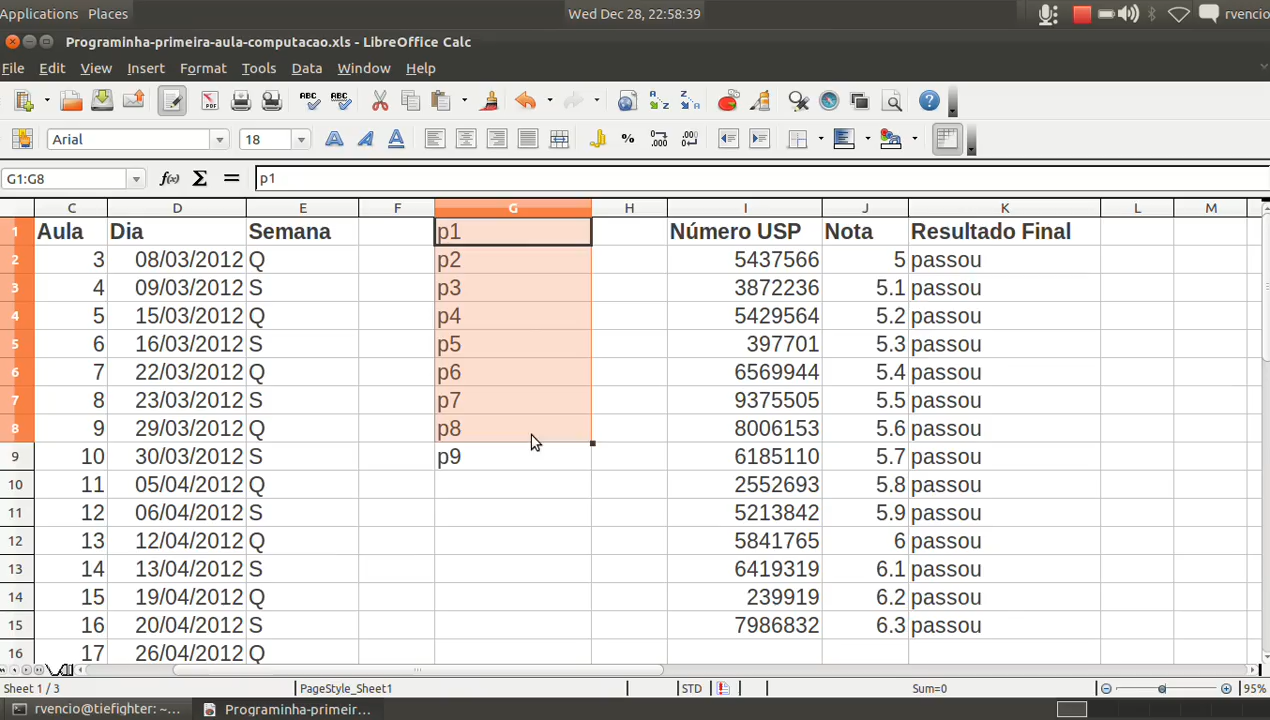 Applications Places Wed Dec 28, 22:58:39 rvencio
Programinha-primeira-aula-computacao.xls - LibreOffice Calc
File Edit View Insert Format Tools Data Window Help
Arial 18
G1:G8 p1
C D E F G H I J K L M
1 Aula Dia Semana p1 Número USP Nota Resultado Final
2 3 08/03/2012 Q p2 5437566 5 passou
3 4 09/03/2012 S p3 3872236 5.1 passou
4 5 15/03/2012 Q p4 5429564 5.2 passou
5 6 16/03/2012 S p5 397701 5.3 passou
6 7 22/03/2012 Q p6 6569944 5.4 passou
7 8 23/03/2012 S p7 9375505 5.5 passou
8 9 29/03/2012 Q p8 8006153 5.6 passou
9 10 30/03/2012 S p9 6185110 5.7 passou
10 11 05/04/2012 Q 2552693 5.8 passou
11 12 06/04/2012 S 5213842 5.9 passou
12 13 12/04/2012 Q 5841765 6 passou
13 14 13/04/2012 S 6419319 6.1 passou
14 15 19/04/2012 Q 239919 6.2 passou
15 16 20/04/2012 S 7986832 6.3 passou
16 17 26/04/2012 Q
Sheet 1 / 3 PageStyle_Sheet1 STD Sum=0 95%
rvencio@tiefighter: ~... Programinha-primeir...